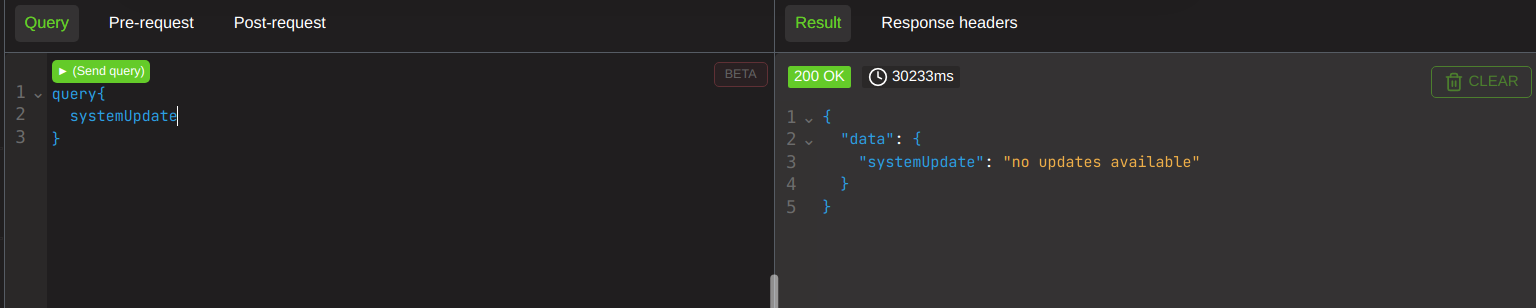 Query Pre-request Post-request
► (Send query)
BETA
1 query{
2 systemUpdate
3 }
Result Response headers
200 OK 30233ms
CLEAR
1 {
2 "data": {
3 "systemUpdate": "no updates available"
4 }
5 }